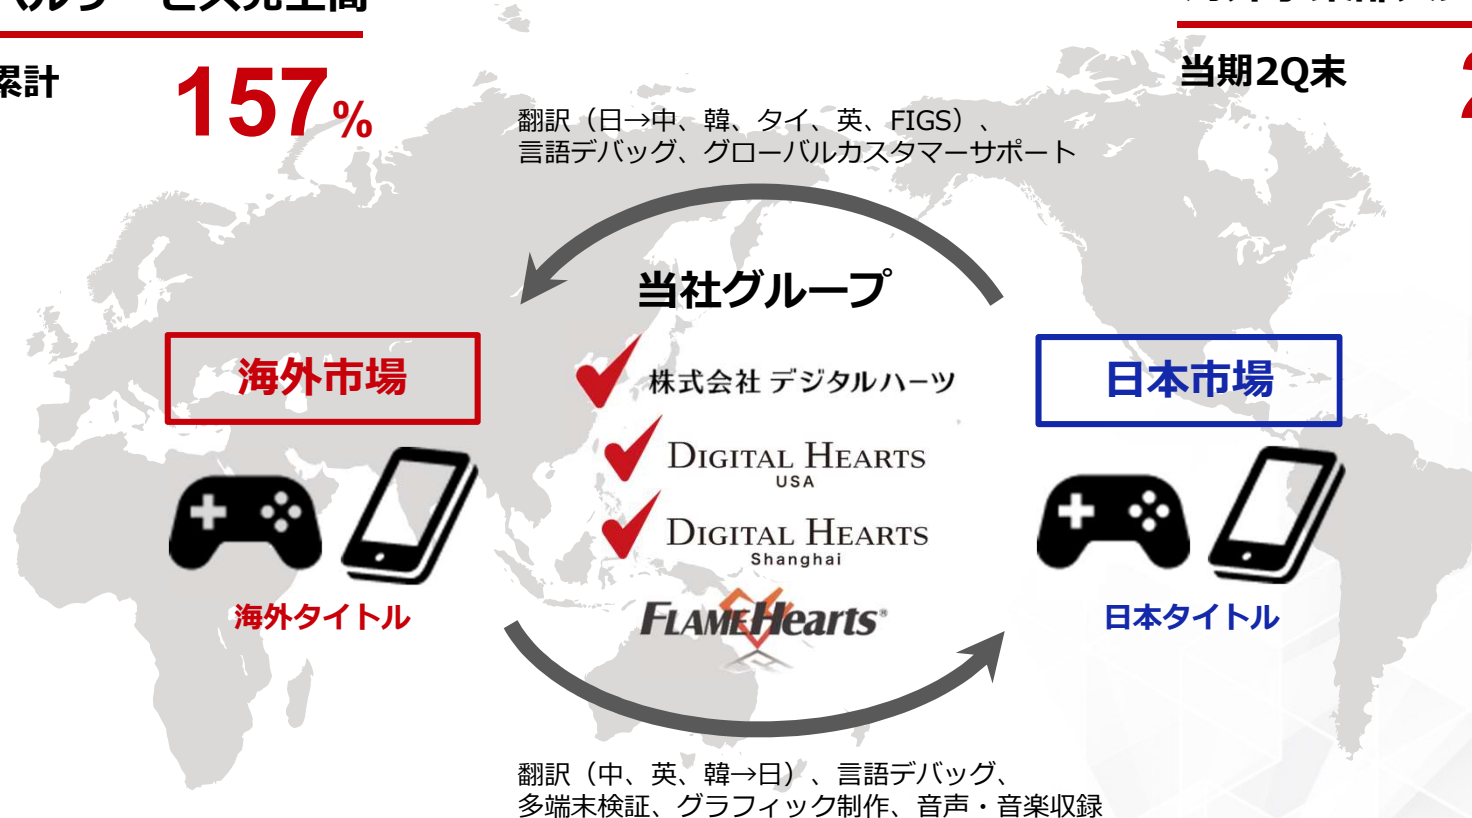 累計
157%
当期2Q末
翻訳（日→中、韓、タイ、英、FIGS）、
言語デバッグ、グローバルカスタマーサポート
当社グループ
海外市場
株式会社 デジタルハーツ
日本市場
DIGITAL HEARTS
USA
DIGITAL HEARTS
Shanghai
海外タイトル
FLAMEHearts®
日本タイトル
翻訳（中、英、韓→日）、言語デバッグ、
多端末検証、グラフィック制作、音声・音楽収録